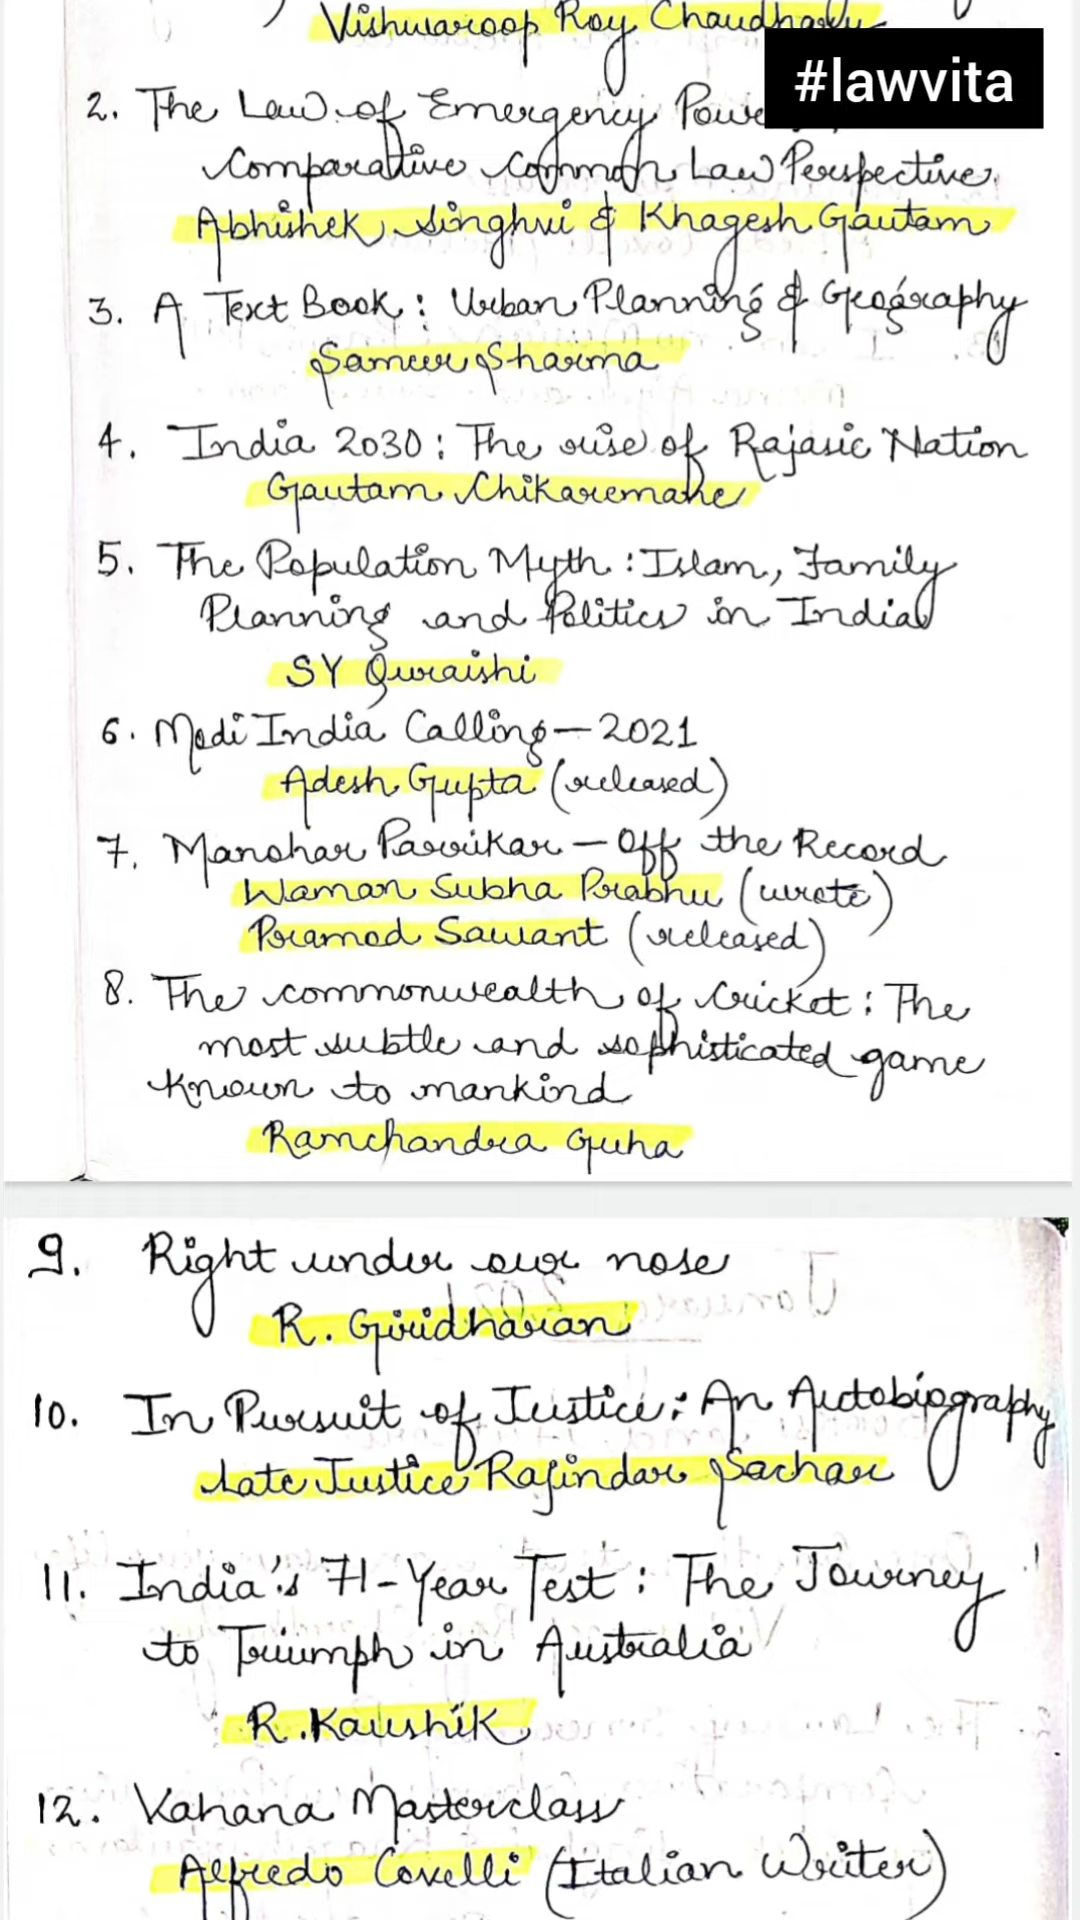 Vishwaroop Roy Chaudhary
#lawvita
2. The Law of Emergency
Comparative Common Law Perspective
Abhishek Singhvi & Khagesh Gautam
3. A Text Book : Urban Planning & Geography
Sameer Sharma
4. India 2030 : The rise of Rajasic Nation
Gautam Chikaremane
5. The Population Myth : Islam, Family
Planning and Politics in India
SY Quraishi
6. Modi India Calling - 2021
Adesh Gupta (released)
7. Manohar Parrikar - Off the Record
Waman Subha Prabhu (wrote)
Pramod Sawant (released)
8. The commonwealth of Cricket : The
most subtle and sophisticated game
known to mankind
Ramchandra Guha
9. Right under our nose
R. Giridharan
10. In Pursuit of Justice : An Autobiography
Late Justice Rajindar Sachar
11. India's 71-Year Test : The Journey
to Triumph in Australia
R. Kaushik
12. Kahana Masterclass
Alfredo Covelli (Italian Writer)